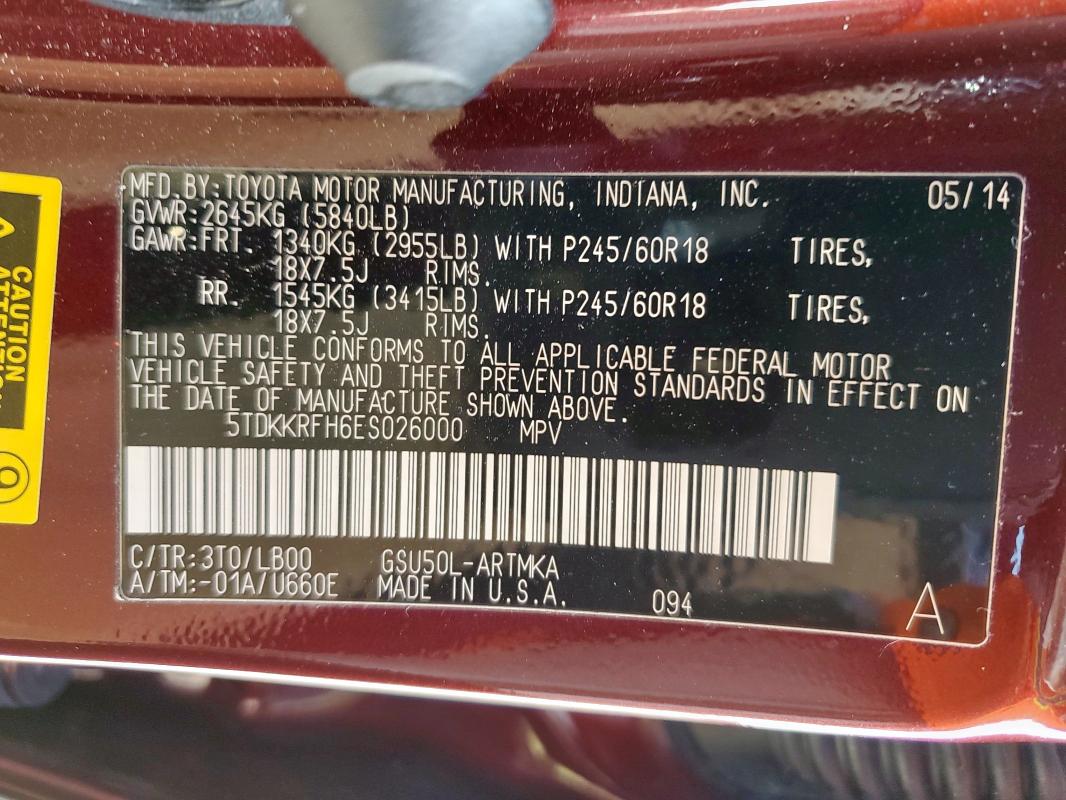 MFD.BY:TOYOTA MOTOR MANUFACTURING, INDIANA, INC. 05/14
GVWR:2645KG (5840LB)
GAWR:FRT. 1340KG (2955LB) WITH P245/60R18 TIRES,
18X7.5J RIMS.
RR. 1545KG (3415LB) WITH P245/60R18 TIRES,
18X7.5J RIMS.
THIS VEHICLE CONFORMS TO ALL APPLICABLE FEDERAL MOTOR
VEHICLE SAFETY AND THEFT PREVENTION STANDARDS IN EFFECT ON
THE DATE OF MANUFACTURE SHOWN ABOVE.
5TDKKRFH6ES026000 MPV
C/TR:3T0/LB00 GSU50L-ARTMKA
A/TM:-01A/U660E MADE IN U.S.A.
094
A
CAUTION